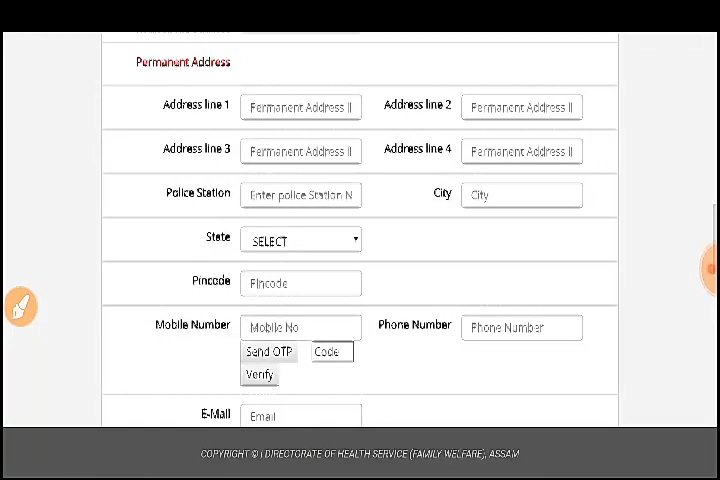 Permanent Address
Address line 1 Permanent Address li Address line 2 Permanent Address li
Address line 3 Permanent Address li Address line 4 Permanent Address li
Police Station Enter police Station N City City
State SELECT
Pincode Pincode
Mobile Number Mobile No Phone Number Phone Number
Send OTP Code
Verify
E-Mail Email
COPYRIGHT © | DIRECTORATE OF HEALTH SERVICE (FAMILY WELFARE), ASSAM